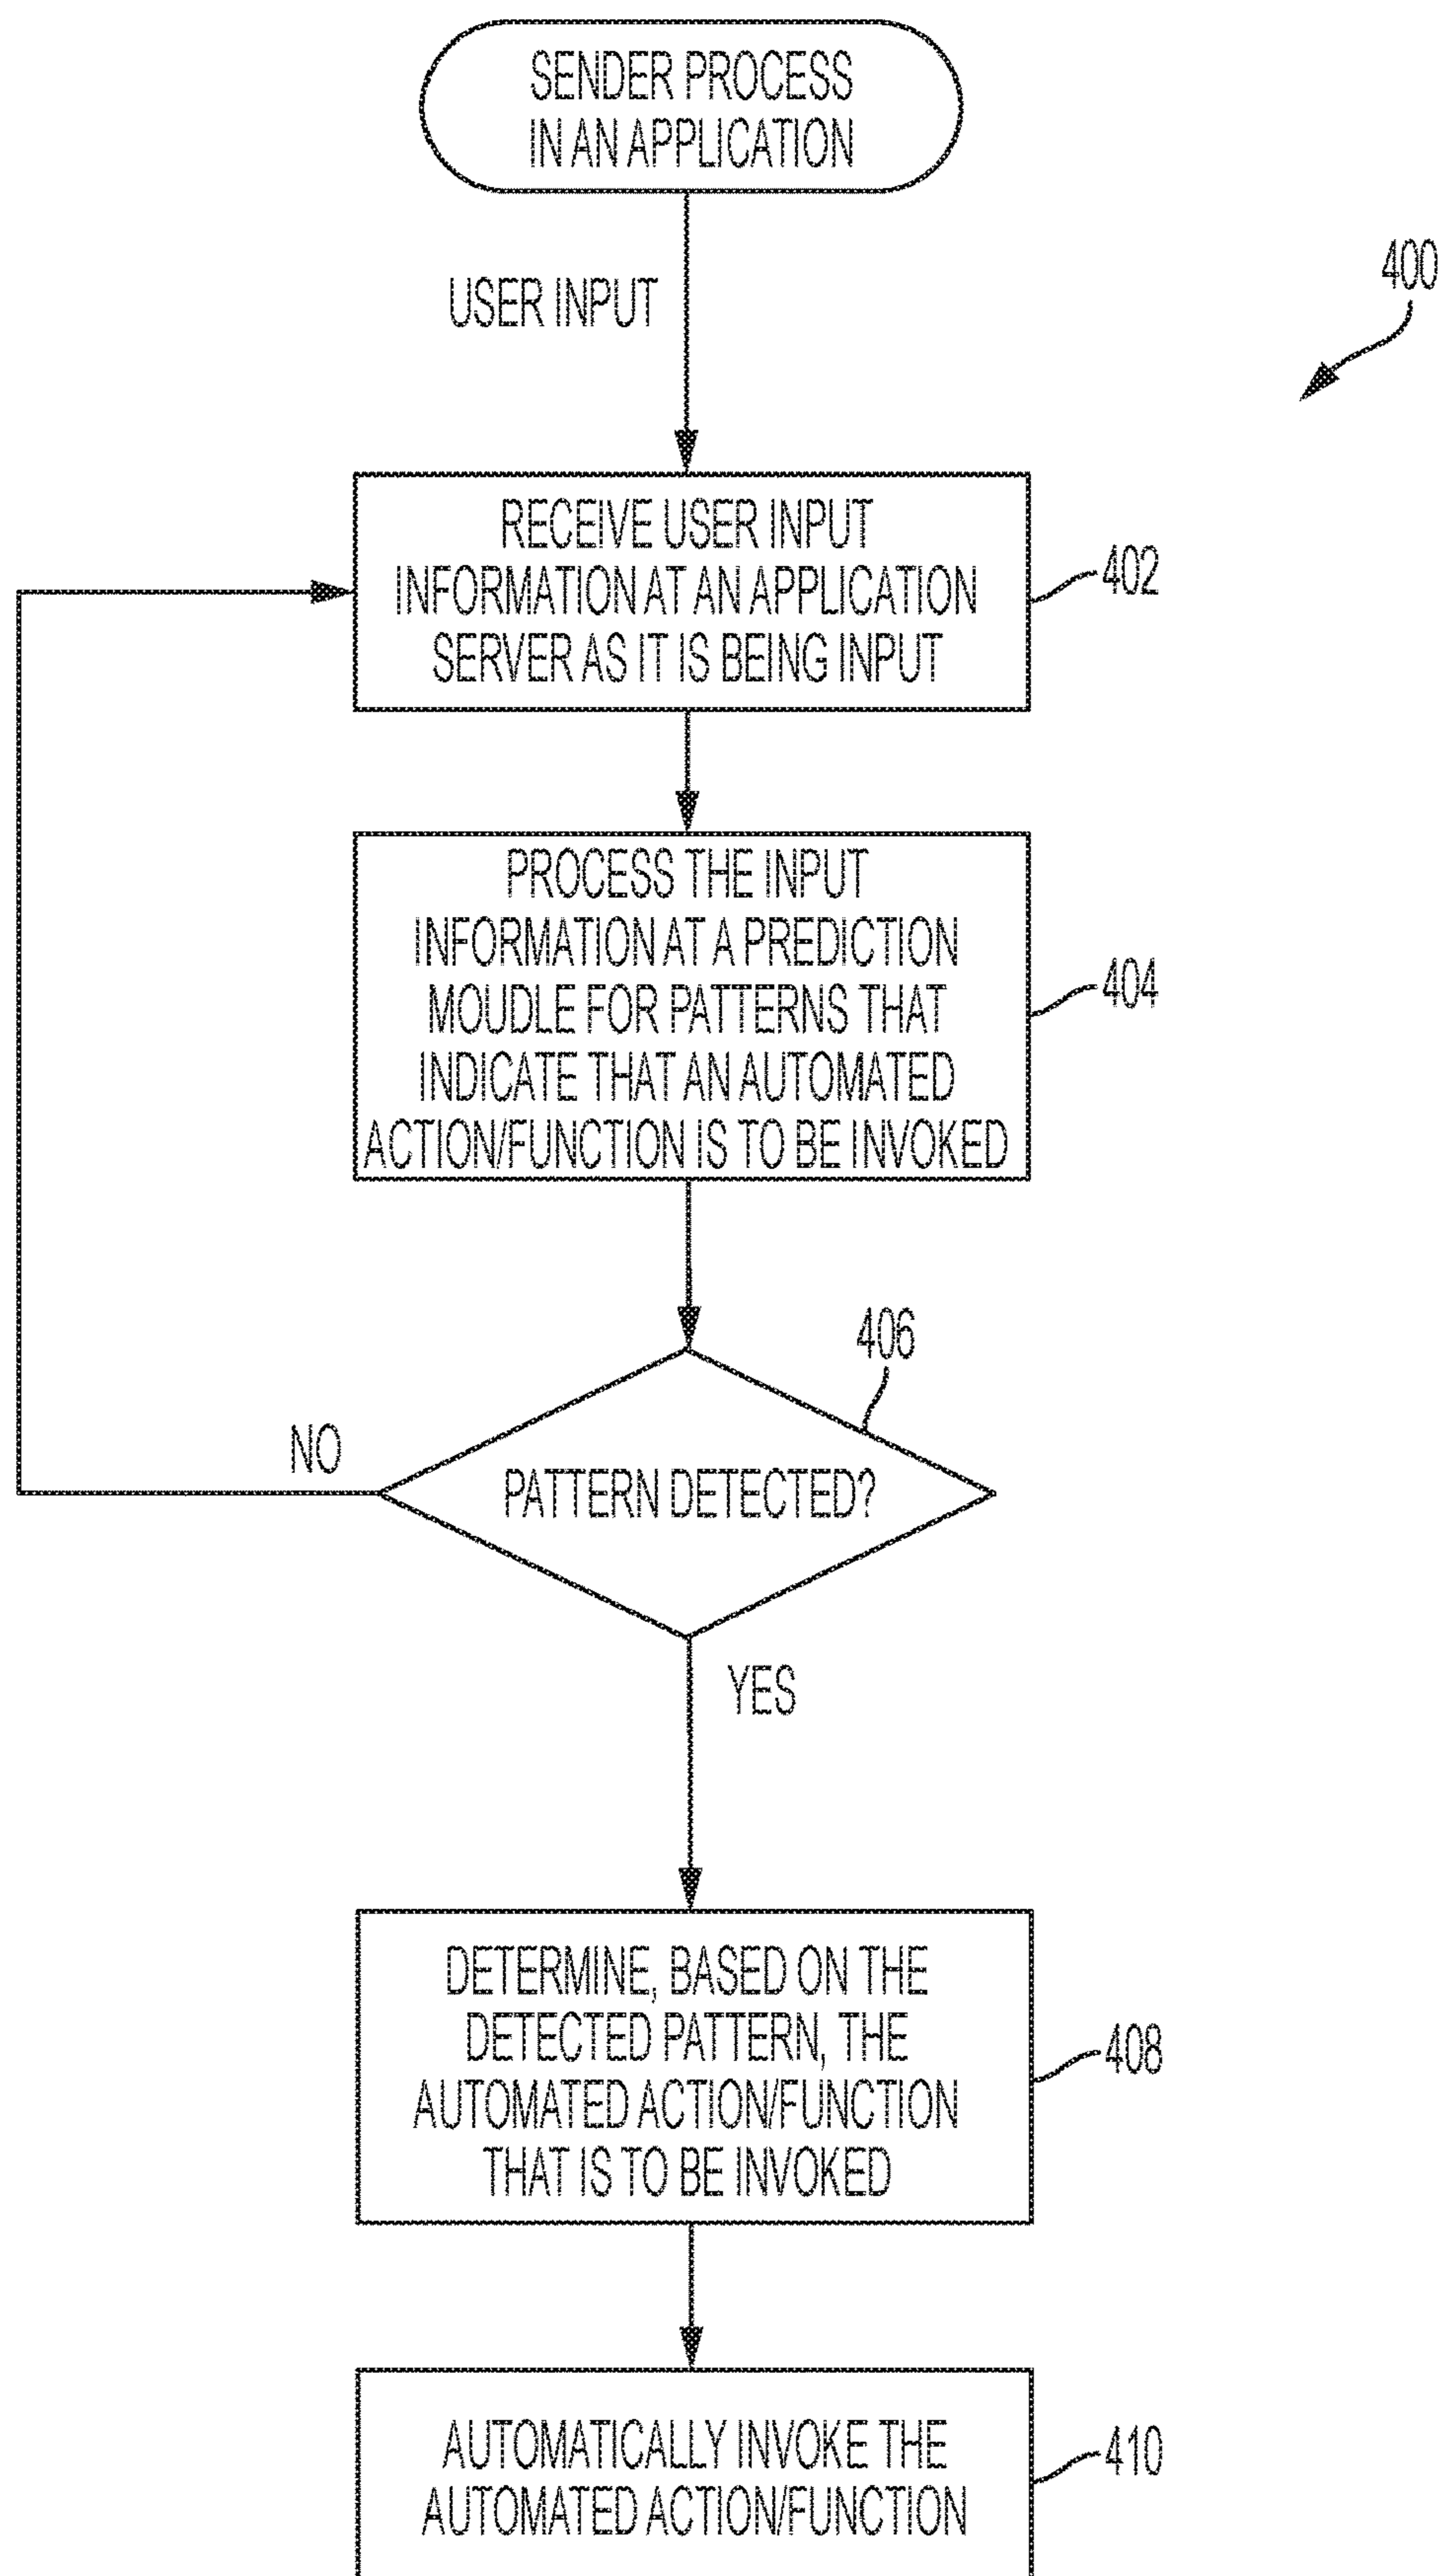 SENDER PROCESS
IN AN APPLICATION
USER INPUT
400
RECEIVE USER INPUT
INFORMATION AT AN APPLICATION
SERVER AS IT IS BEING INPUT
402
PROCESS THE INPUT
INFORMATION AT A PREDICTION
MOUDLE FOR PATTERNS THAT
INDICATE THAT AN AUTOMATED
ACTION/FUNCTION IS TO BE INVOKED
404
406
NO
PATTERN DETECTED?
YES
DETERMINE, BASED ON THE
DETECTED PATTERN, THE
AUTOMATED ACTION/FUNCTION
THAT IS TO BE INVOKED
408
AUTOMATICALLY INVOKE THE
AUTOMATED ACTION/FUNCTION
410